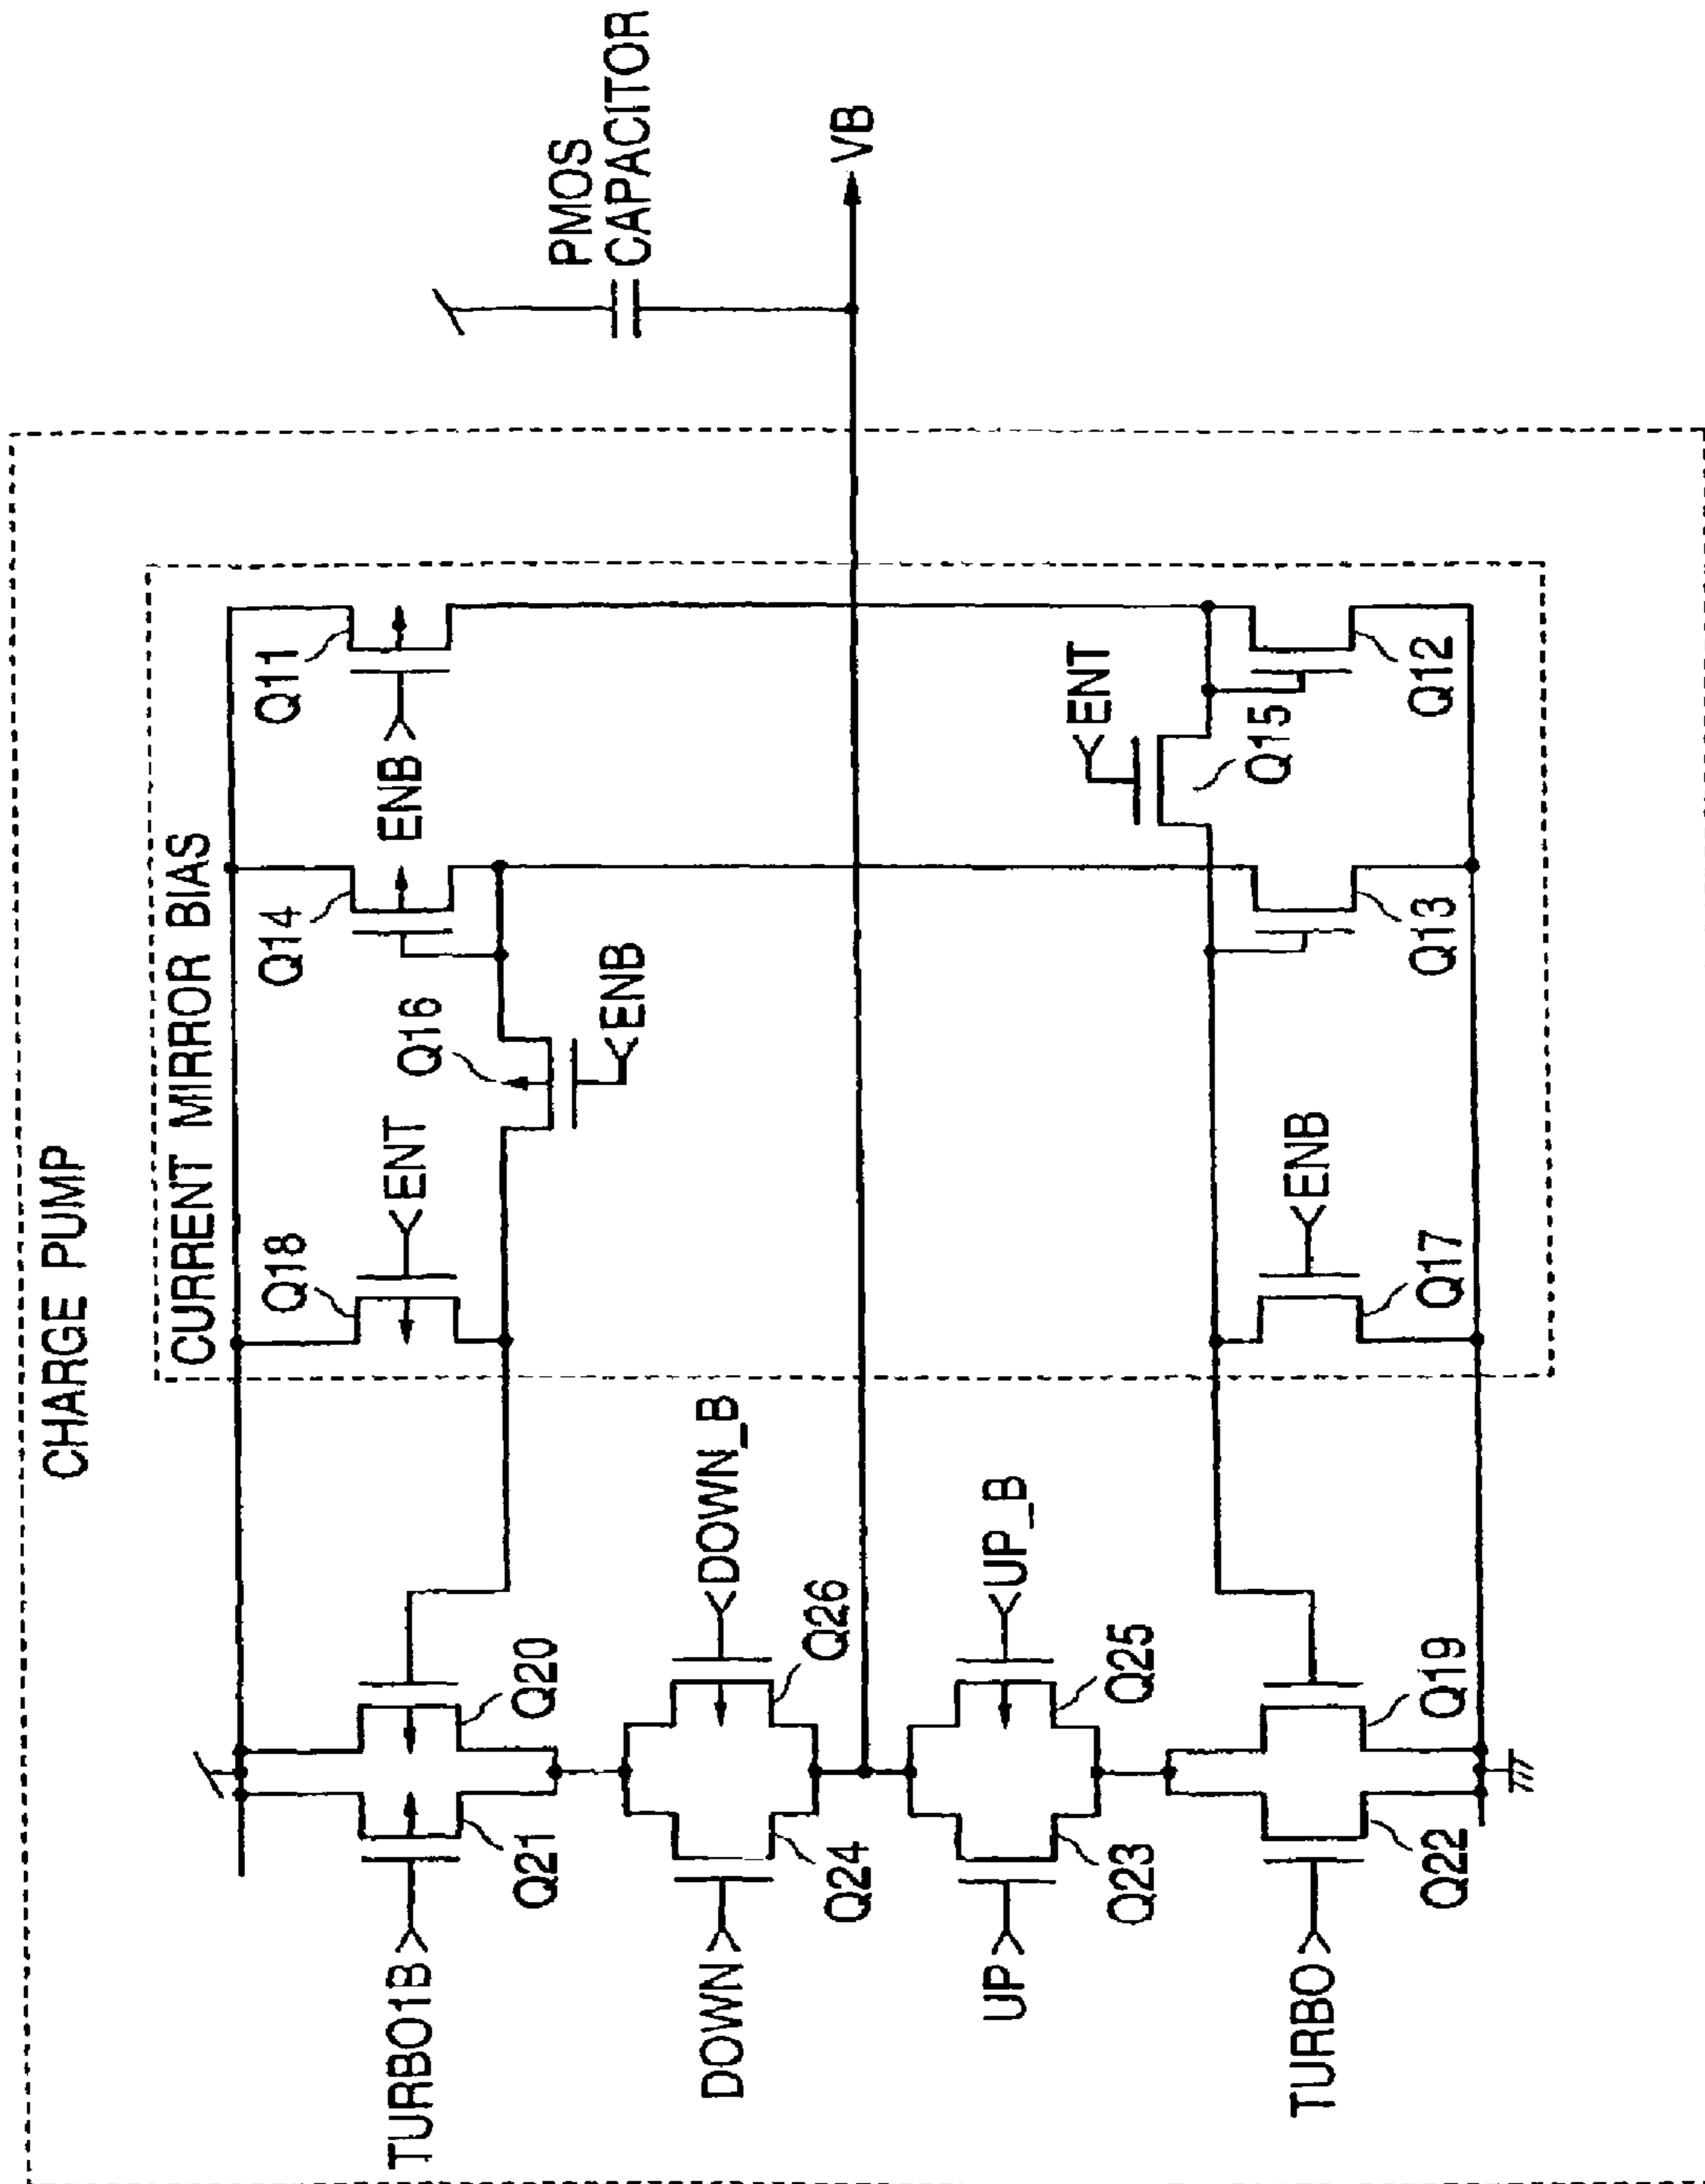 CHARGE PUMP
CURRENT MIRROR BIAS
PMOS
CAPACITOR
VB
TURBO1B
Q21
Q20
Q18
ENT
Q16
ENB
Q14
ENB
Q11
DOWN
Q24
Q26
DOWN_B
UP
Q23
Q25
UP_B
ENT
Q15
TURBO
Q22
Q19
Q17
ENB
Q13
Q12